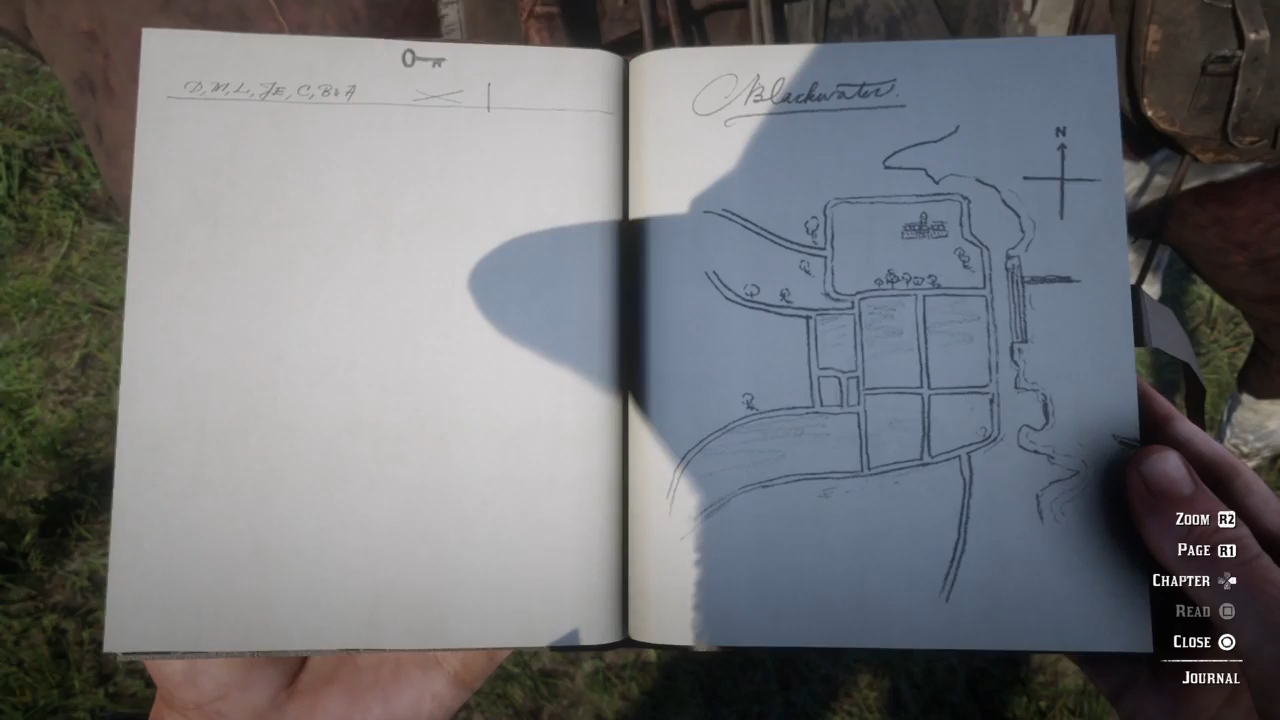 D, M, L, JE, C, B & A
Blackwater.
N
ZOOM R2
PAGE R1
CHAPTER
READ
CLOSE
JOURNAL